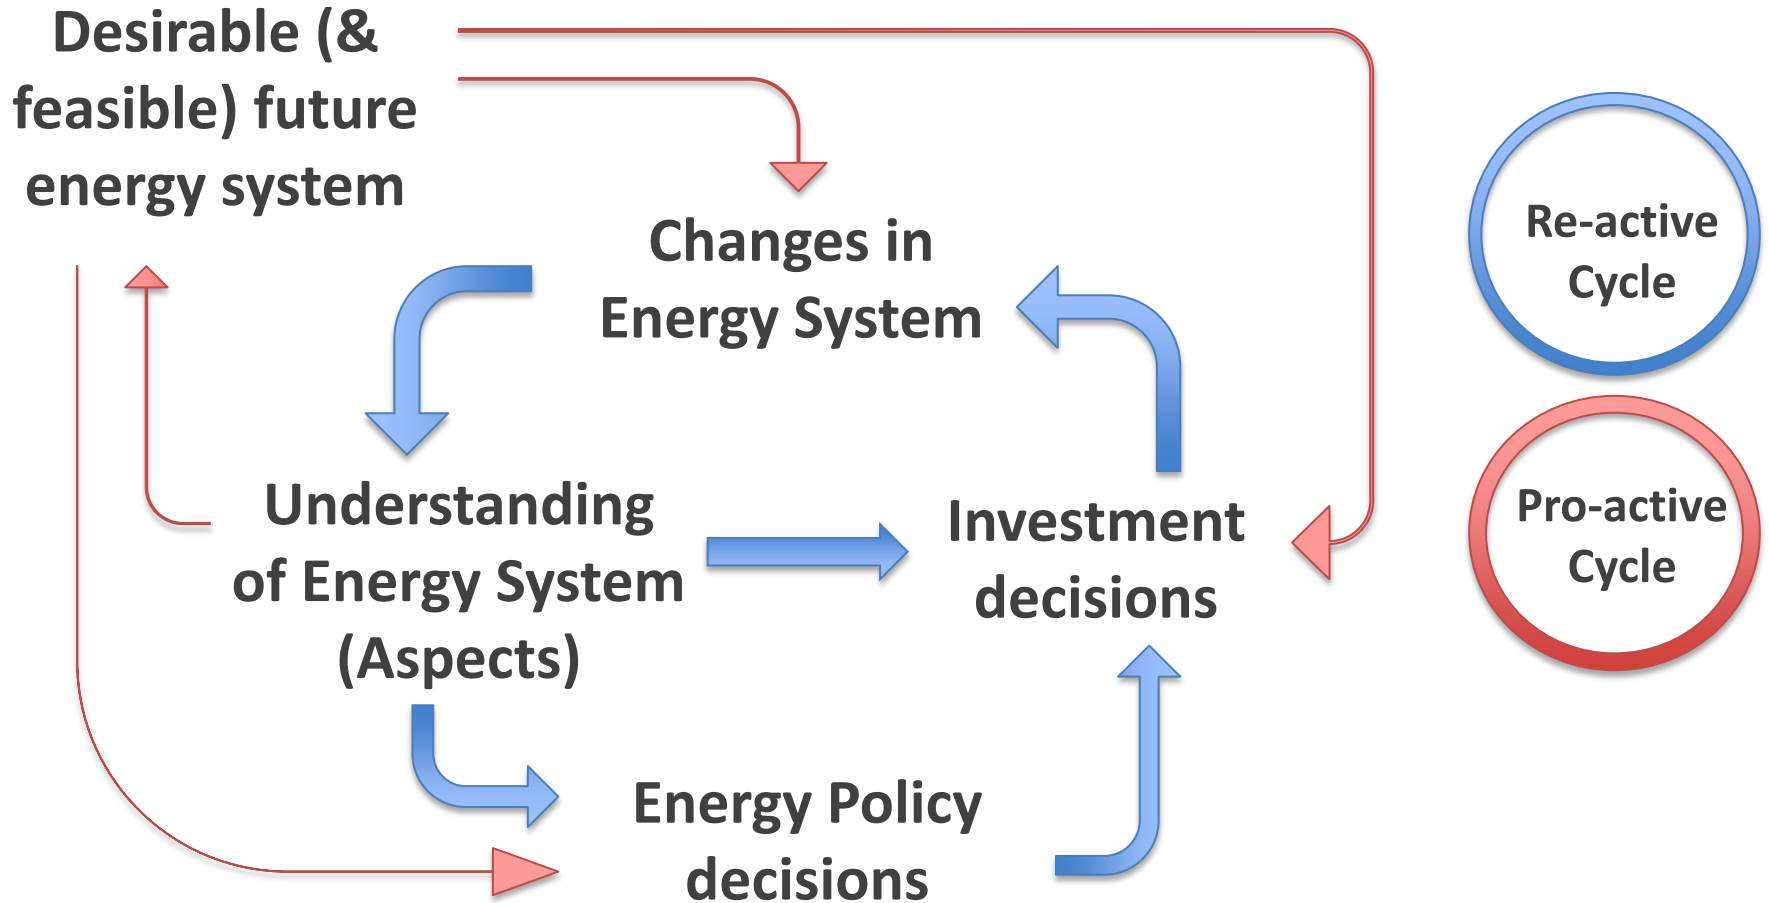 Desirable (&
feasible) future
energy system
Changes in
Energy System
Re-active
Cycle
Understanding
of Energy System
(Aspects)
Investment
decisions
Pro-active
Cycle
Energy Policy
decisions